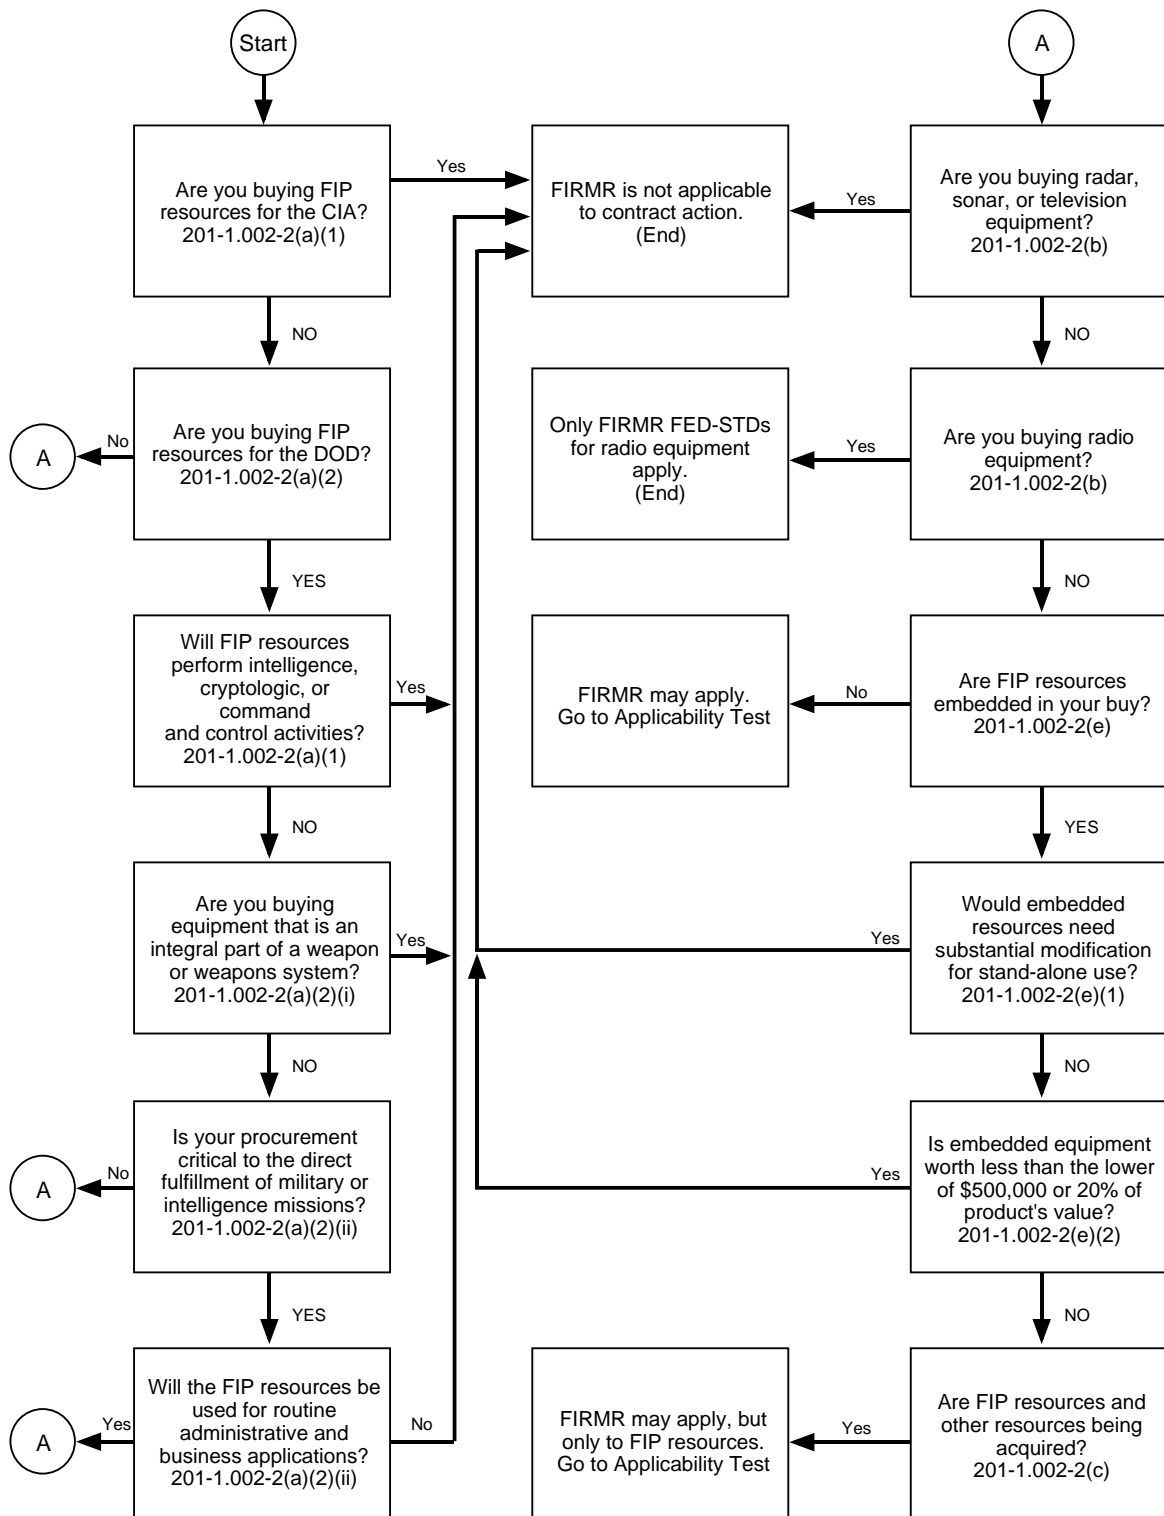 Start
Are you buying FIP
resources for the CIA?
201-1.002-2(a)(1)
Yes
NO
Are you buying FIP
resources for the DOD?
201-1.002-2(a)(2)
No
A
YES
Will FIP resources
perform intelligence,
cryptologic, or
command
and control activities?
201-1.002-2(a)(1)
Yes
NO
Are you buying
equipment that is an
integral part of a weapon
or weapons system?
201-1.002-2(a)(2)(i)
Yes
NO
Is your procurement
critical to the direct
fulfillment of military or
intelligence missions?
201-1.002-2(a)(2)(ii)
No
A
YES
Will the FIP resources be
used for routine
administrative and
business applications?
201-1.002-2(a)(2)(ii)
Yes
A
No
FIRMR is not applicable
to contract action.
(End)
Only FIRMR FED-STDs
for radio equipment
apply.
(End)
FIRMR may apply.
Go to Applicability Test
FIRMR may apply, but
only to FIP resources.
Go to Applicability Test
A
Are you buying radar,
sonar, or television
equipment?
201-1.002-2(b)
Yes
NO
Are you buying radio
equipment?
201-1.002-2(b)
Yes
NO
Are FIP resources
embedded in your buy?
201-1.002-2(e)
No
YES
Would embedded
resources need
substantial modification
for stand-alone use?
201-1.002-2(e)(1)
Yes
NO
Is embedded equipment
worth less than the lower
of $500,000 or 20% of
product's value?
201-1.002-2(e)(2)
Yes
NO
Are FIP resources and
other resources being
acquired?
201-1.002-2(c)
Yes